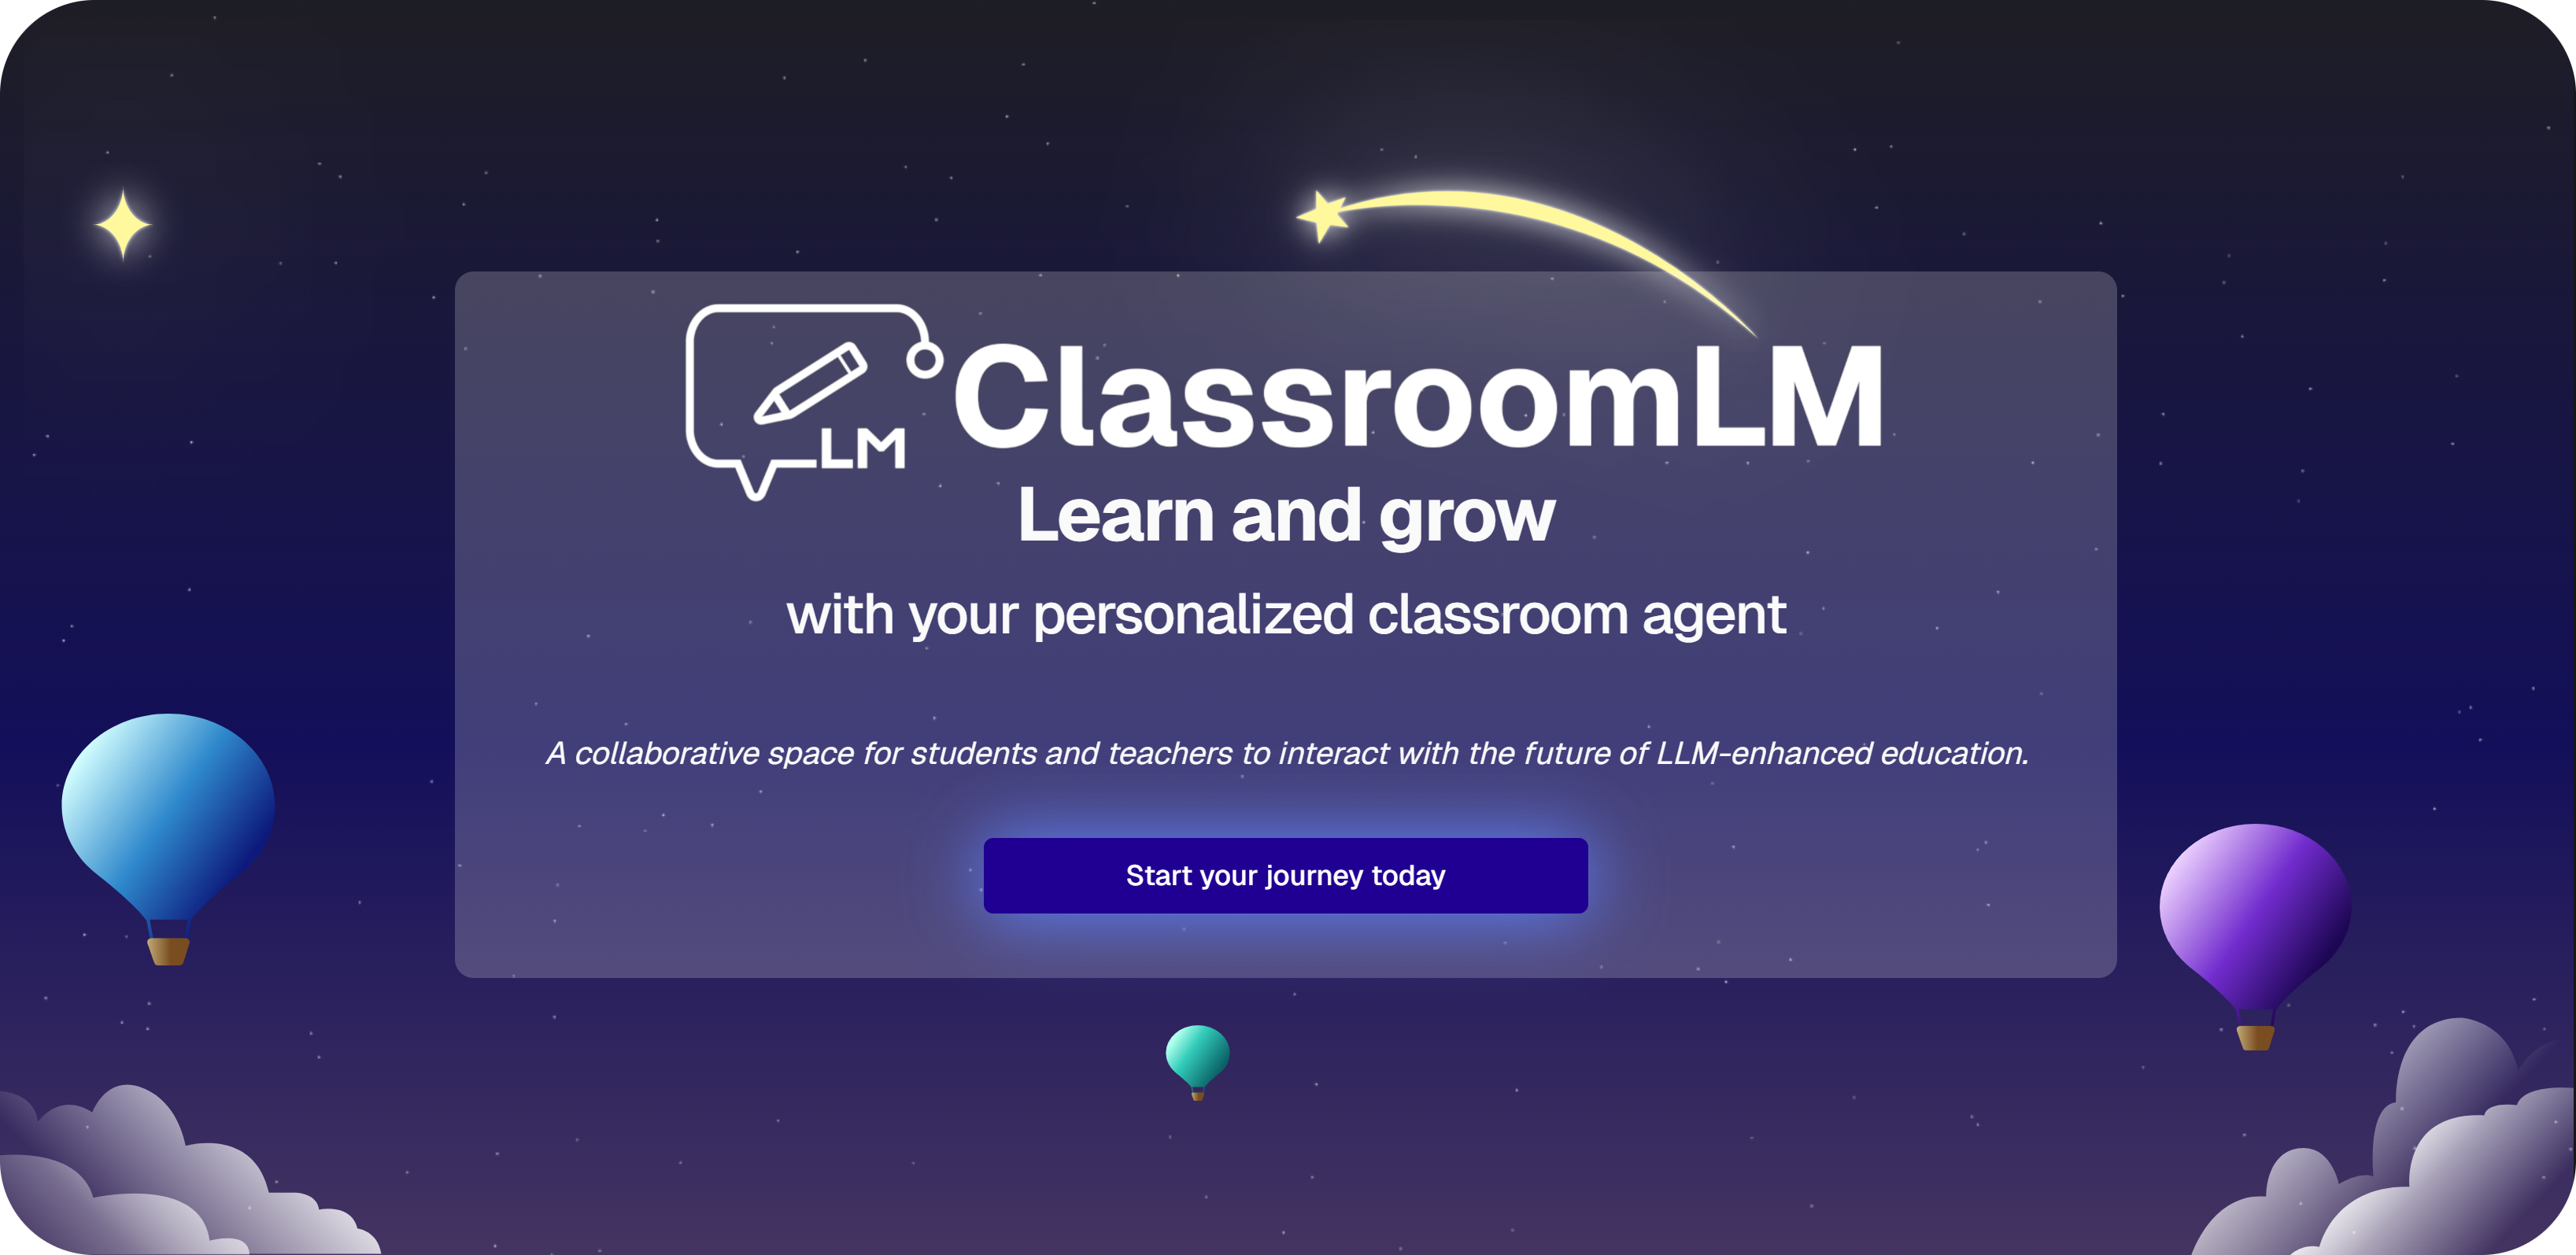 LM
ClassroomLM
Learn and grow
with your personalized classroom agent
A collaborative space for students and teachers to interact with the future of LLM-enhanced education.
Start your journey today